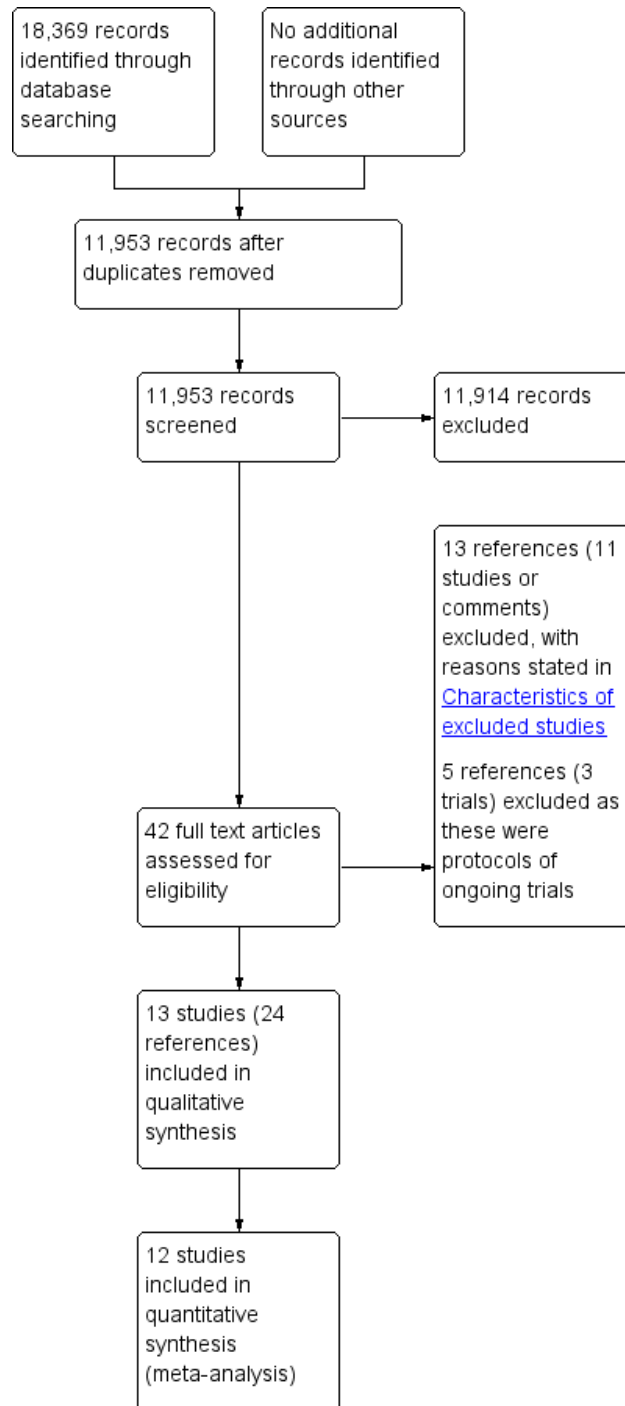 18,369 records
identified through
database
searching
No additional
records identified
through other
sources
11,953 records after
duplicates removed
11,953 records
screened
11,914 records
excluded
13 references (11
studies or
comments)
excluded, with
reasons stated in
Characteristics of
excluded studies
5 references (3
trials) excluded as
these were
protocols of
ongoing trials
42 full text articles
assessed for
eligibility
13 studies (24
references)
included in
qualitative
synthesis
12 studies
included in
quantitative
synthesis
(meta-analysis)